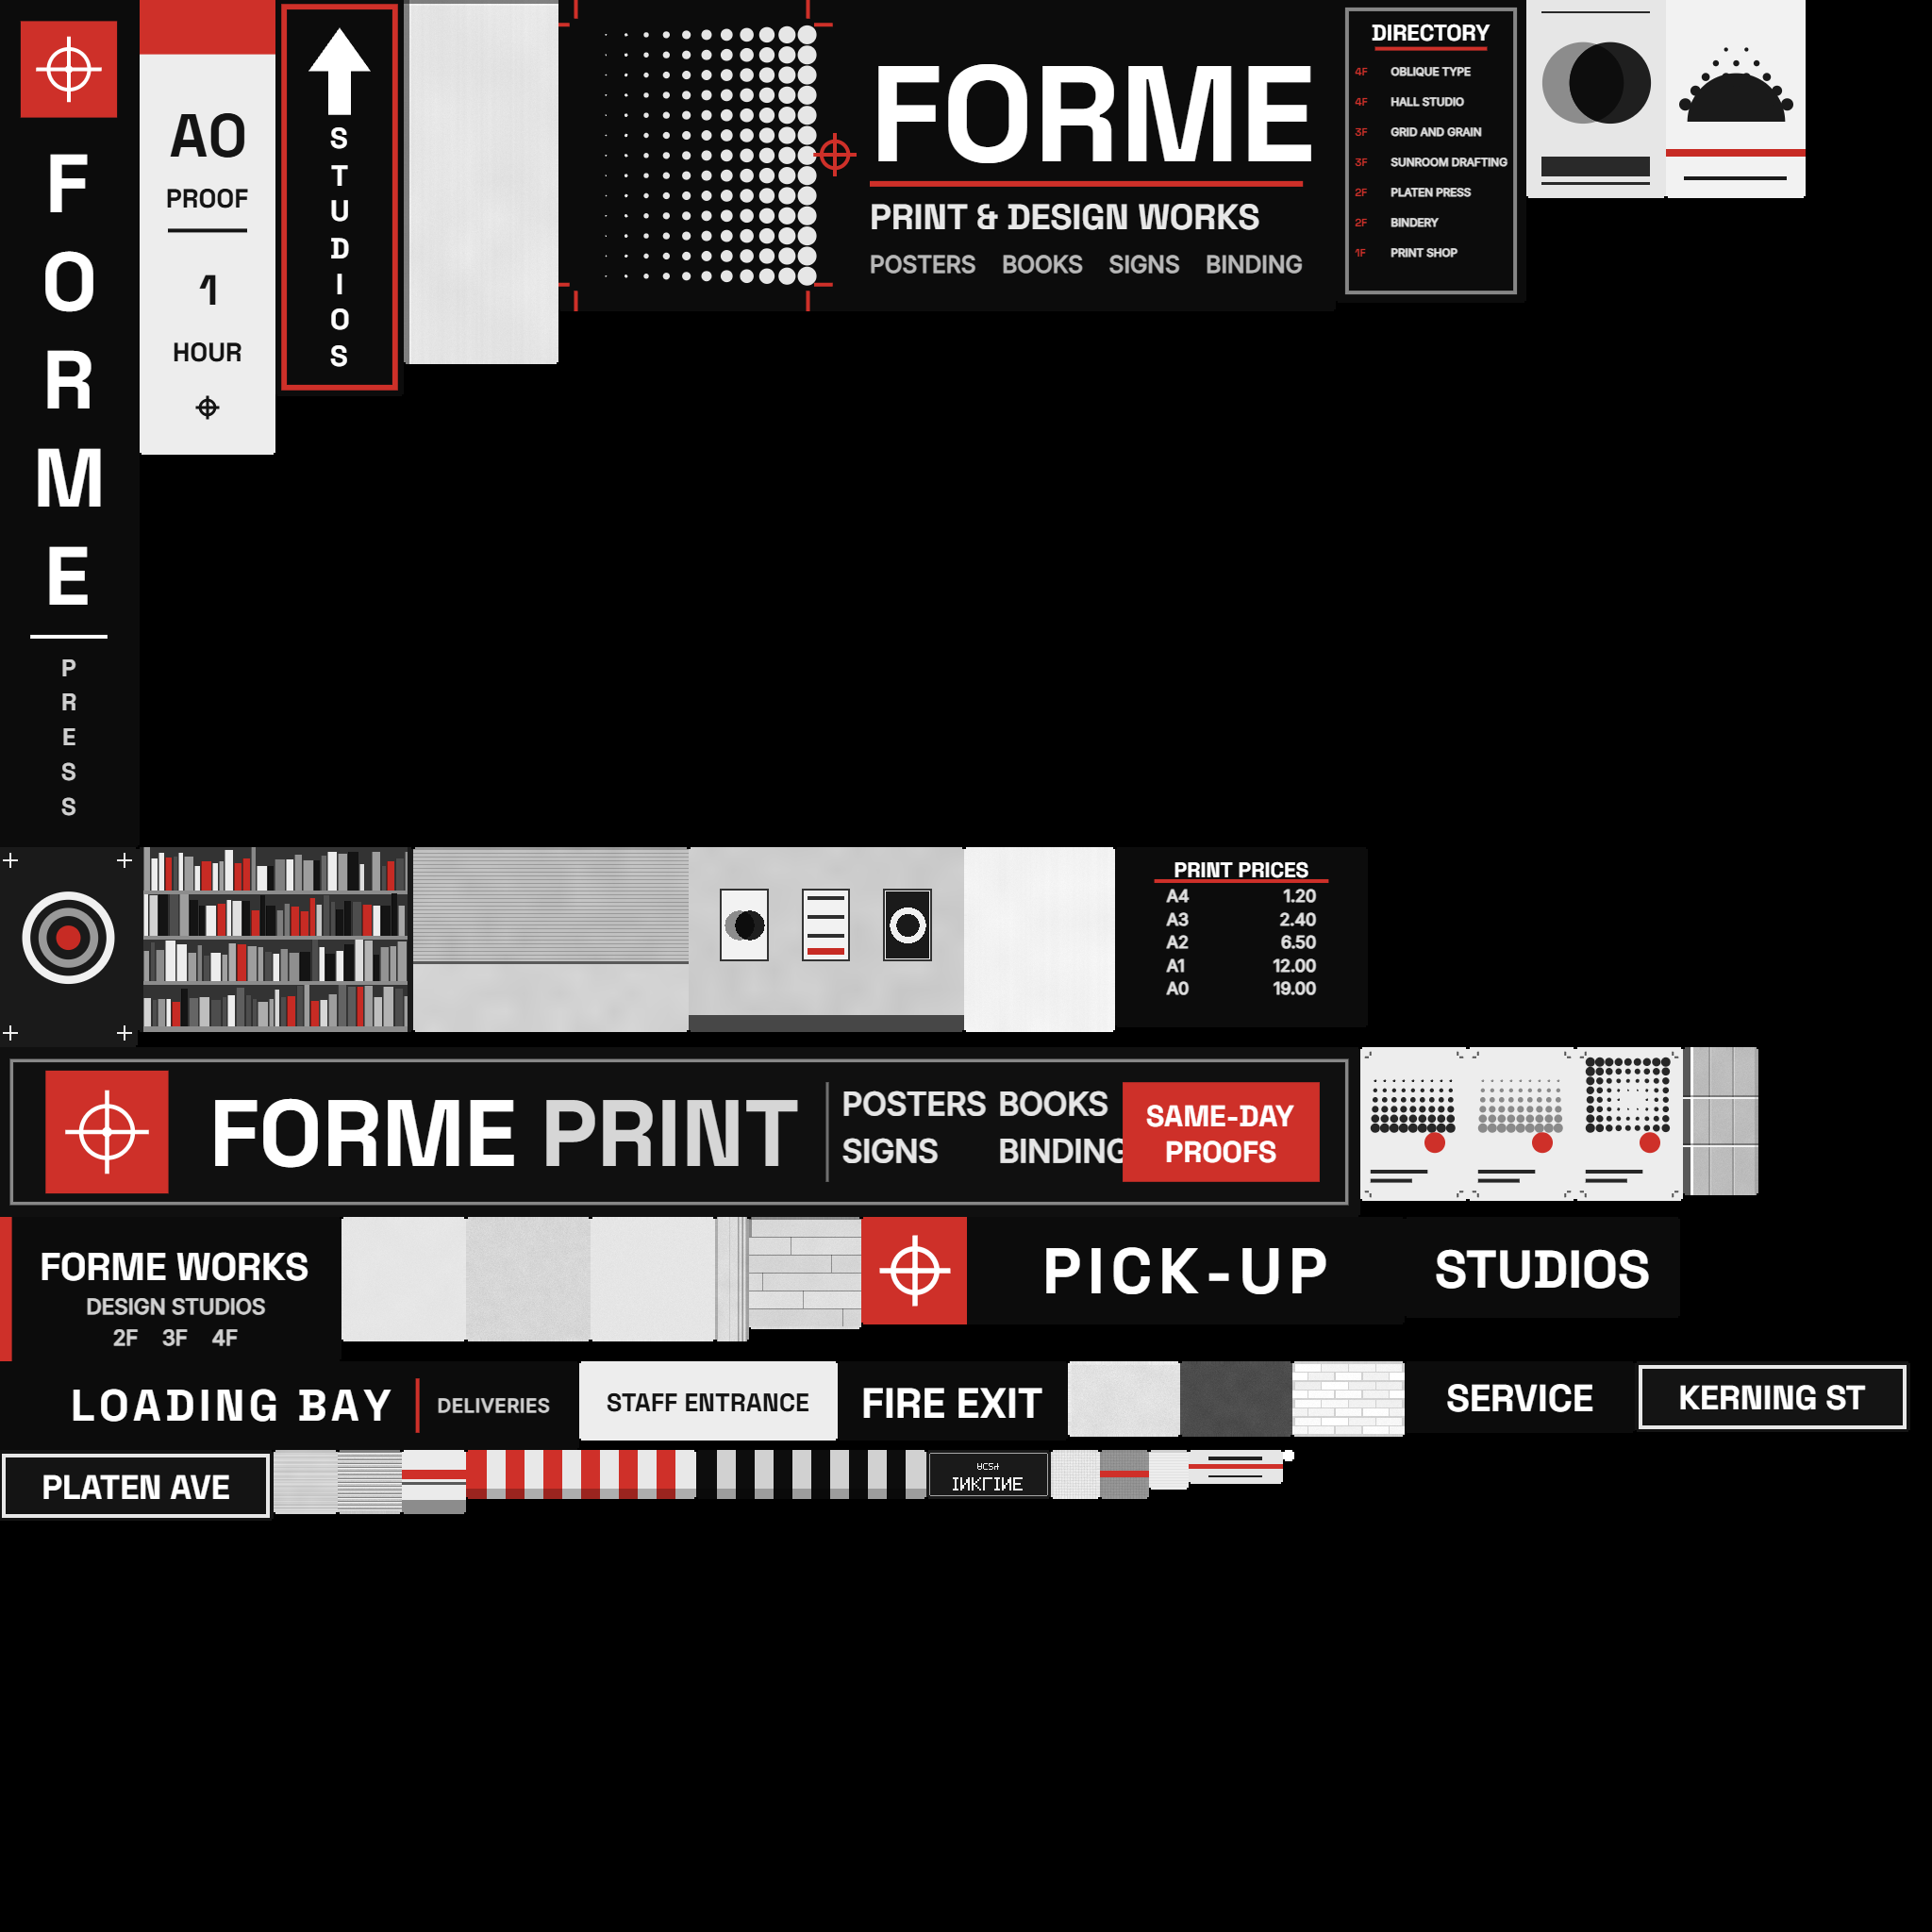 FORME
PRESS
A0
PROOF
1
HOUR
STUDIOS
FORME
PRINT & DESIGN WORKS
POSTERS BOOKS SIGNS BINDING
DIRECTORY
4F OBLIQUE TYPE
4F HALL STUDIO
3F GRID AND GRAIN
3F SUNROOM DRAFTING
2F PLATEN PRESS
2F BINDERY
1F PRINT SHOP
PRINT PRICES
A4 1.20
A3 2.40
A2 6.50
A1 12.00
A0 19.00
FORME PRINT
POSTERS BOOKS
SIGNS BINDING
SAME-DAY
PROOFS
FORME WORKS
DESIGN STUDIOS
2F 3F 4F
PICK-UP
STUDIOS
LOADING BAY
DELIVERIES
STAFF ENTRANCE
FIRE EXIT
SERVICE
KERNING ST
PLATEN AVE